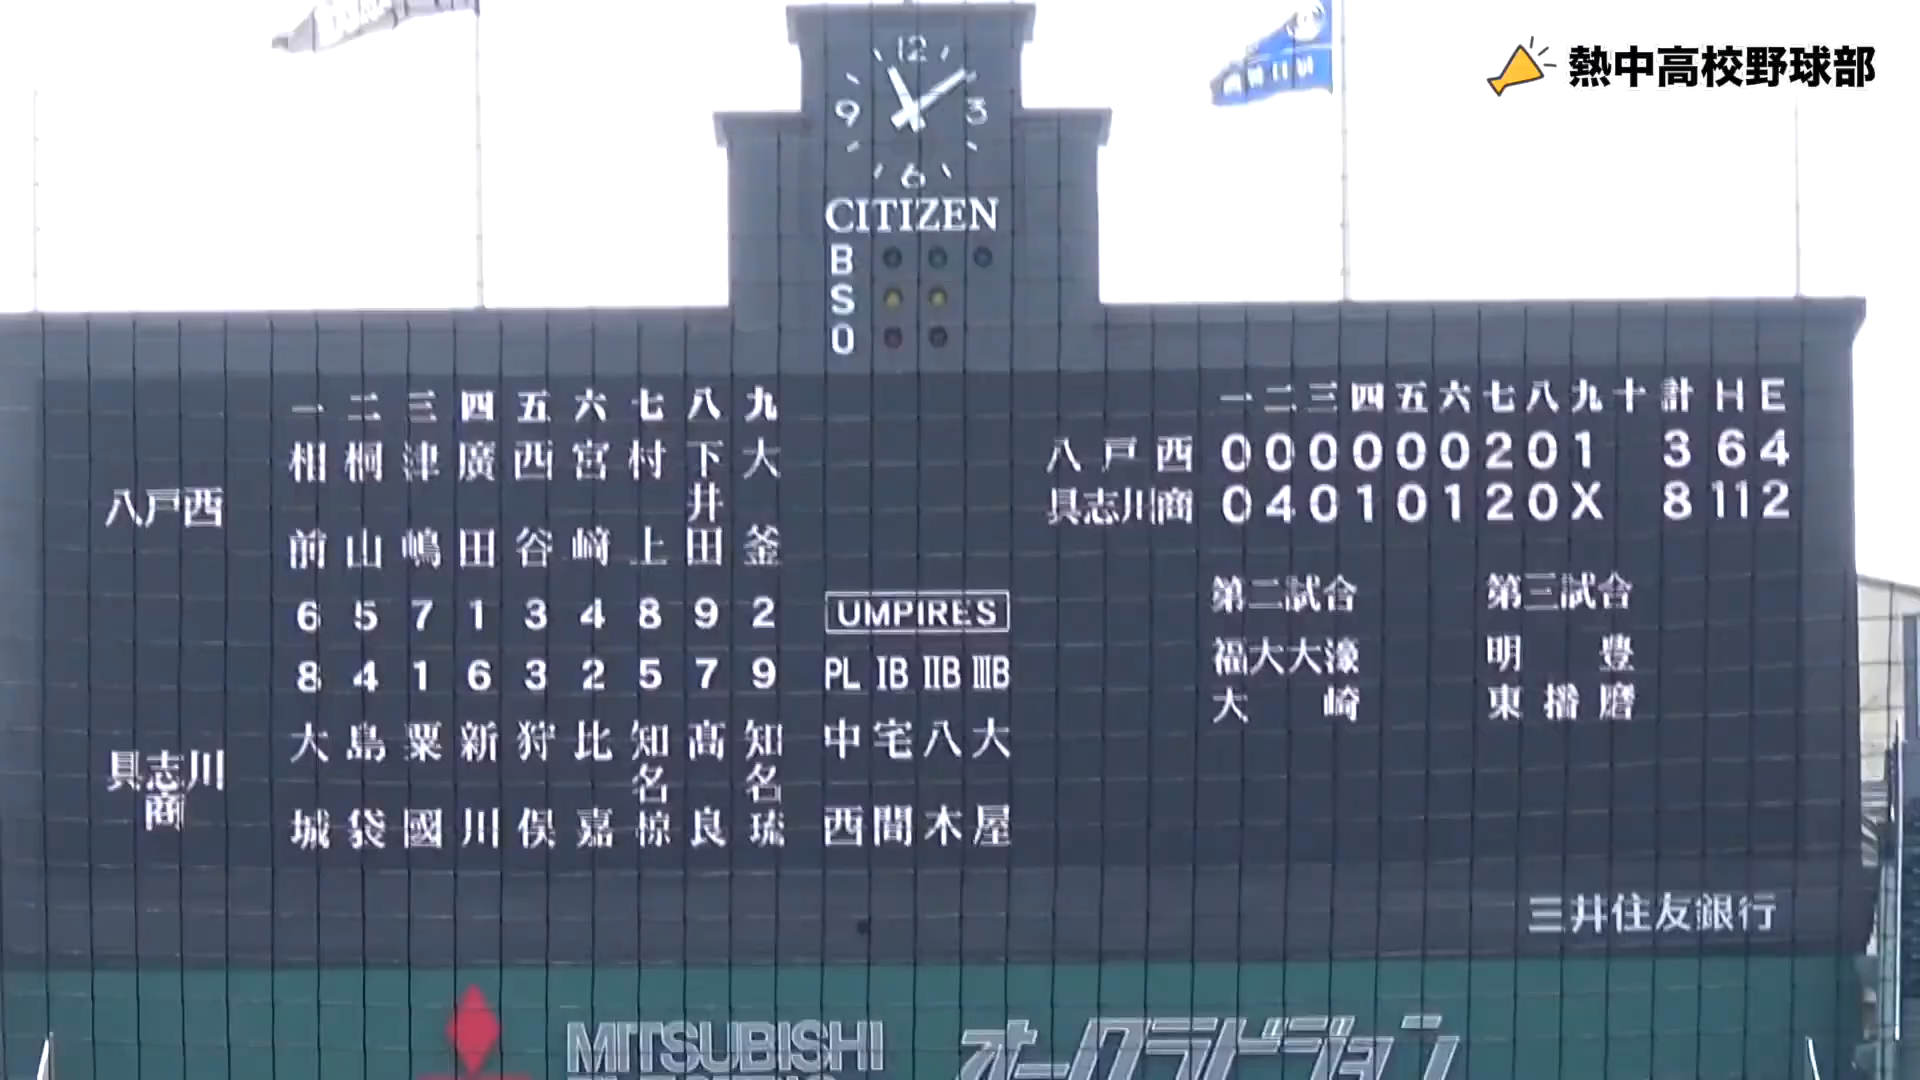 熱中高校野球部
12
9 3
6
CITIZEN
B
S
O
一 二 三 四 五 六 七 八 九
八戸西
相前 桐山 津嶋 廣田 西谷 宮﨑 村上 下井田 大釜
6 5 7 1 3 4 8 9 2
8 4 1 6 3 2 5 7 9
具志川商
大城 島袋 粟國 新川 狩俣 比嘉 知名椋 髙良 知名琉
UMPIRES
PL ⅠB ⅡB ⅢB
中西 宅間 八木 大屋
一 二 三 四 五 六 七 八 九 十 計 H E
八戸西 0 0 0 0 0 0 2 0 1 3 6 4
具志川商 0 4 0 1 0 1 2 0 X 8 11 2
第二試合 第三試合
福大大濠 明豊
大崎 東播磨
三井住友銀行
MITSUBISHI
オーロラビジョン